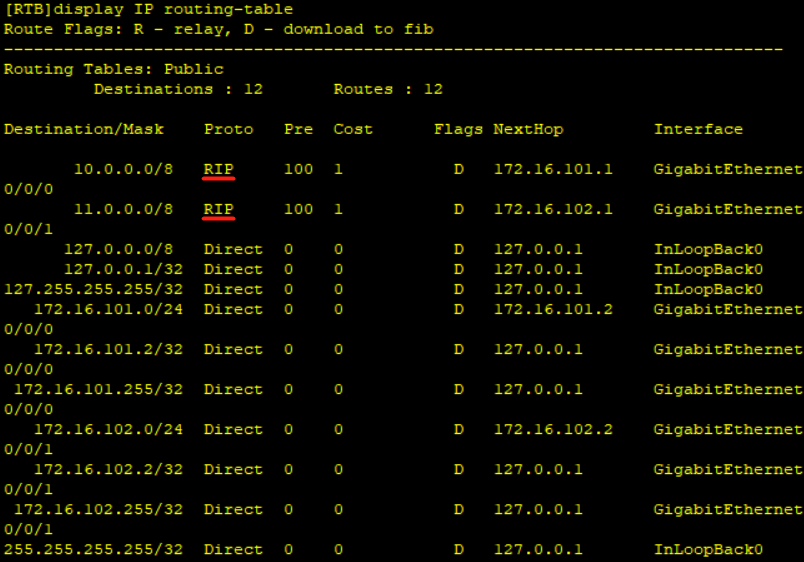 [RTB]display IP routing-table
Route Flags: R - relay, D - download to fib
------------------------------------------------------------------------------
Routing Tables: Public
         Destinations : 12       Routes : 12

Destination/Mask    Proto   Pre  Cost      Flags NextHop         Interface

       10.0.0.0/8   RIP     100  1           D   172.16.101.1    GigabitEthernet
0/0/0
       11.0.0.0/8   RIP     100  1           D   172.16.102.1    GigabitEthernet
0/0/1
      127.0.0.0/8   Direct  0    0           D   127.0.0.1       InLoopBack0
      127.0.0.1/32  Direct  0    0           D   127.0.0.1       InLoopBack0
127.255.255.255/32  Direct  0    0           D   127.0.0.1       InLoopBack0
   172.16.101.0/24  Direct  0    0           D   172.16.101.2    GigabitEthernet
0/0/0
   172.16.101.2/32  Direct  0    0           D   127.0.0.1       GigabitEthernet
0/0/0
 172.16.101.255/32  Direct  0    0           D   127.0.0.1       GigabitEthernet
0/0/0
   172.16.102.0/24  Direct  0    0           D   172.16.102.2    GigabitEthernet
0/0/1
   172.16.102.2/32  Direct  0    0           D   127.0.0.1       GigabitEthernet
0/0/1
 172.16.102.255/32  Direct  0    0           D   127.0.0.1       GigabitEthernet
0/0/1
255.255.255.255/32  Direct  0    0           D   127.0.0.1       InLoopBack0